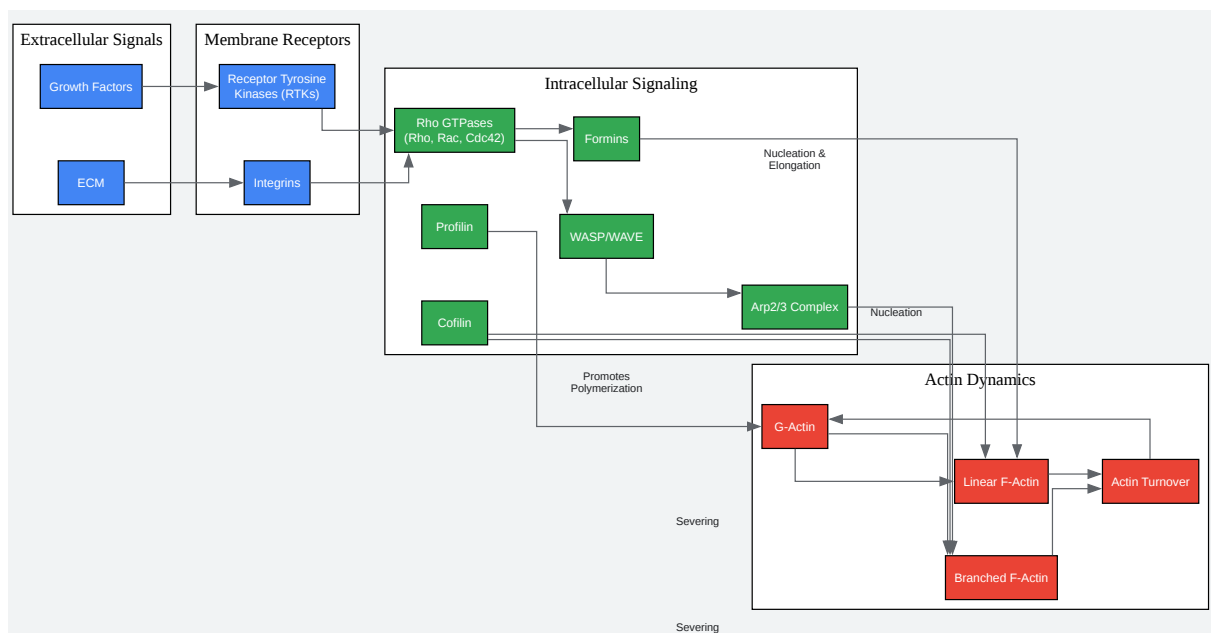 Extracellular Signals
Growth Factors
ECM
Membrane Receptors
Receptor Tyrosine
Kinases (RTKs)
Integrins
Intracellular Signaling
Rho GTPases
(Rho, Rac, Cdc42)
Formins
Nucleation &
Elongation
Profilin
WASP/WAVE
Cofilin
Arp2/3 Complex
Nucleation
Promotes
Polymerization
Actin Dynamics
G-Actin
Linear F-Actin
Actin Turnover
Severing
Branched F-Actin
Severing